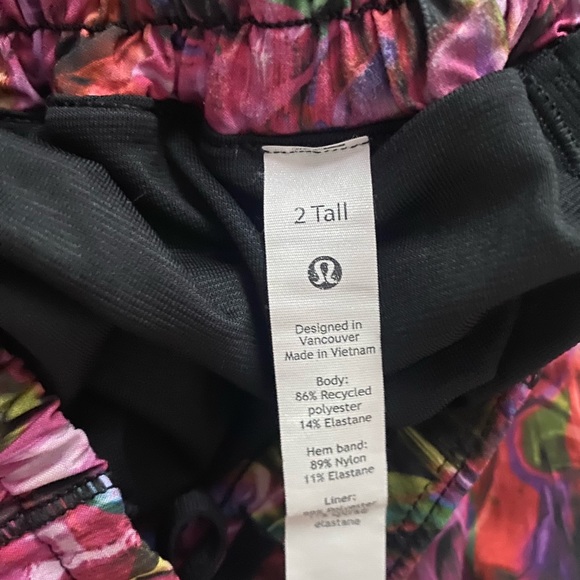 2 Tall
Designed in
Vancouver
Made in Vietnam
Body:
86% Recycled
polyester
14% Elastane
Hem band:
89% Nylon
11% Elastane
Liner:
elastane